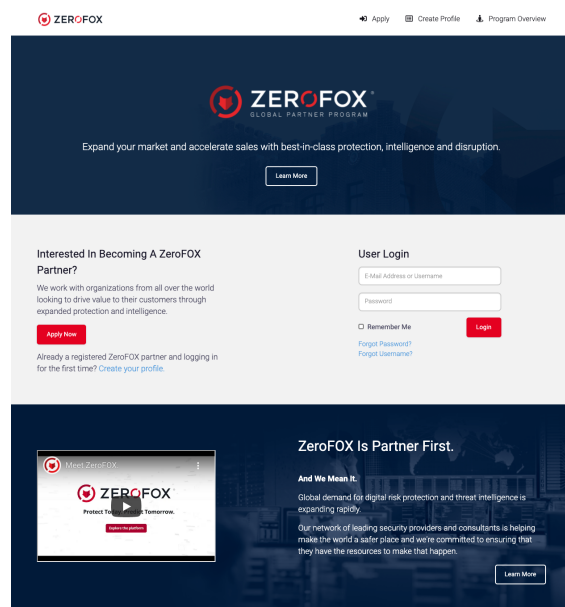 ZEROFOX
Apply
Create Profile
Program Overview
ZEROFOX
GLOBAL PARTNER PROGRAM
Expand your market and accelerate sales with best-in-class protection, intelligence and disruption.
Learn More
Interested In Becoming A ZeroFOX
Partner?
We work with organizations from all over the world
looking to drive value to their customers through
expanded protection and intelligence.
Apply Now
Already a registered ZeroFOX partner and logging in
for the first time? Create your profile.
User Login
E-Mail Address or Username
Password
Remember Me
Login
Forgot Password?
Forgot Username?
Meet ZeroFOX
ZEROFOX
Protect Today. Predict Tomorrow.
Explore the platform
ZeroFOX Is Partner First.
And We Mean It.
Global demand for digital risk protection and threat intelligence is
expanding rapidly.
Our network of leading security providers and consultants is helping
make the world a safer place and we're committed to ensuring that
they have the resources to make that happen.
Learn More